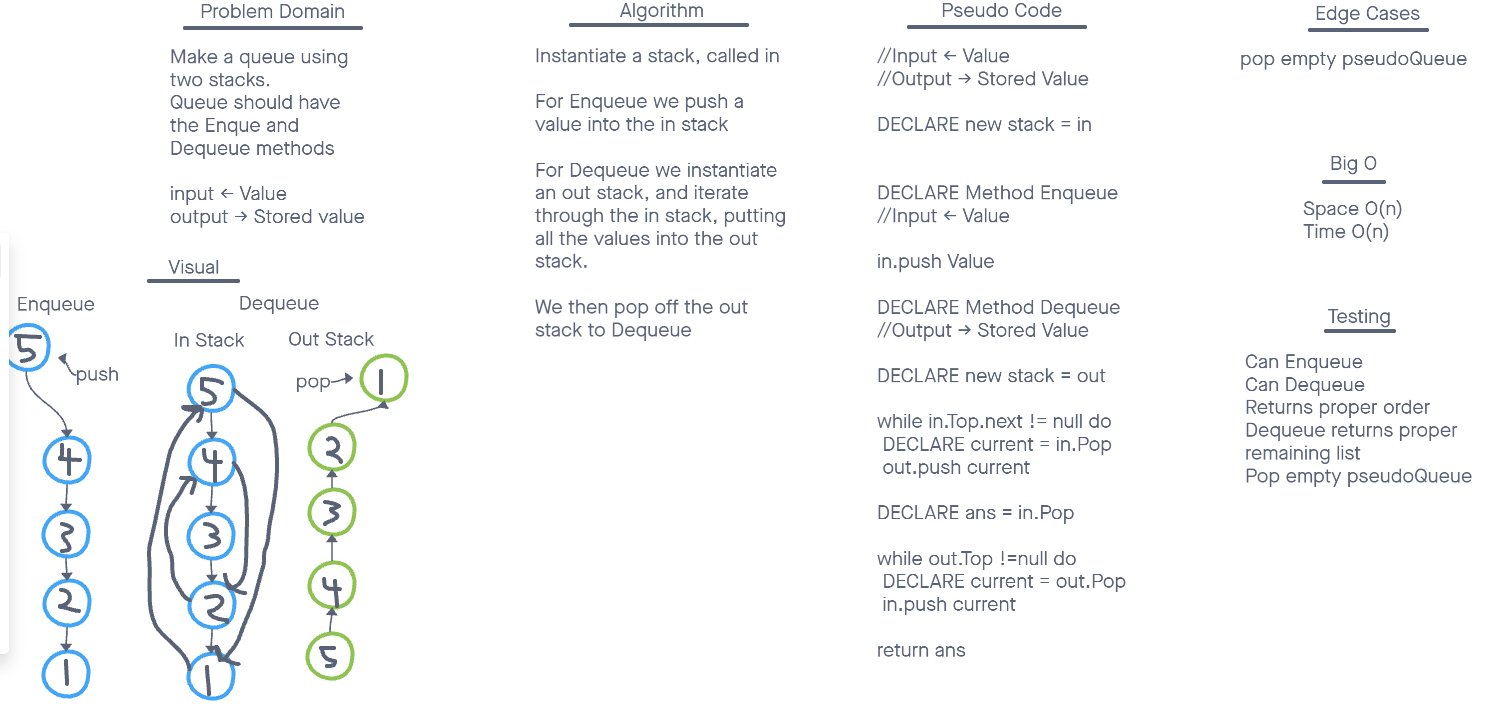 Problem Domain
Make a queue using
two stacks.
Queue should have
the Enque and
Dequeue methods
input ← Value
output → Stored value
Visual
Enqueue
5
push
4
3
2
1
Dequeue
In Stack
5
4
3
2
1
Out Stack
pop
1
2
3
4
5
Algorithm
Instantiate a stack, called in
For Enqueue we push a
value into the in stack
For Dequeue we instantiate
an out stack, and iterate
through the in stack, putting
all the values into the out
stack.
We then pop off the out
stack to Dequeue
Pseudo Code
//Input ← Value
//Output → Stored Value
DECLARE new stack = in
DECLARE Method Enqueue
//Input ← Value
in.push Value
DECLARE Method Dequeue
//Output → Stored Value
DECLARE new stack = out
while in.Top.next != null do
DECLARE current = in.Pop
out.push current
DECLARE ans = in.Pop
while out.Top !=null do
DECLARE current = out.Pop
in.push current
return ans
Edge Cases
pop empty pseudoQueue
Big O
Space O(n)
Time O(n)
Testing
Can Enqueue
Can Dequeue
Returns proper order
Dequeue returns proper
remaining list
Pop empty pseudoQueue